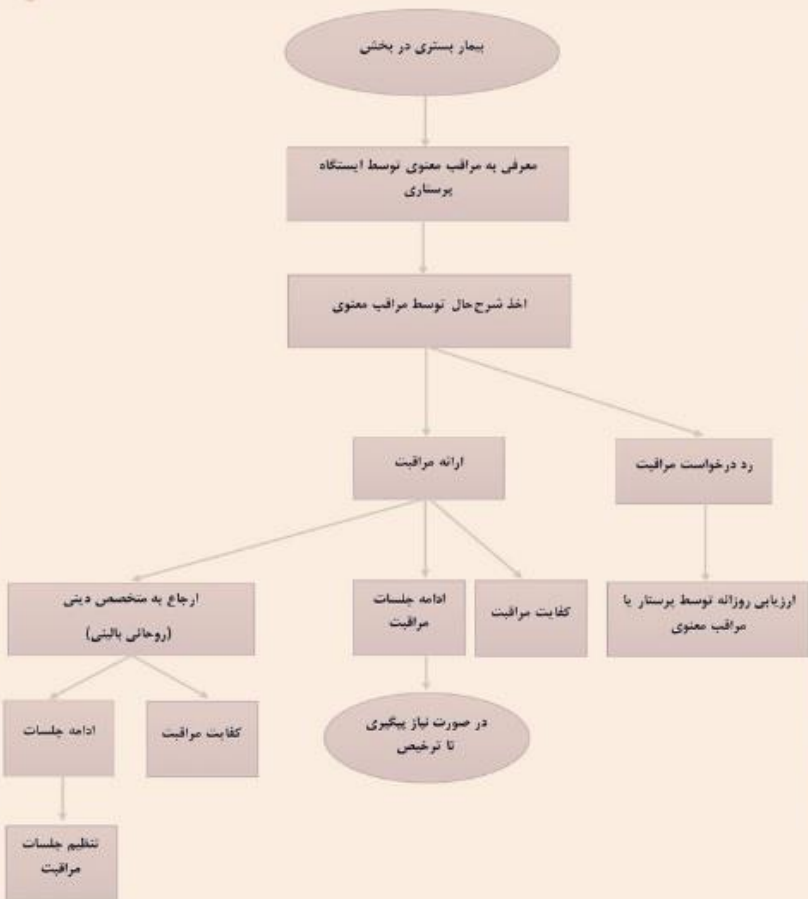 بیمار بستری در بخش
معرفی به مراقب معنوی توسط ایستگاه
پرستاری
اخذ شرح‌حال توسط مراقب معنوی
رد درخواست مراقبت
ارائه مراقبت
ارزیابی روزانه توسط پرستار یا
مراقب معنوی
کفایت مراقبت
ادامه جلسات
مراقبت
ارجاع به متخصص دینی
(روحانی بالینی)
در صورت نیاز پیگیری
تا ترخیص
کفایت مراقبت
ادامه جلسات
تنظیم جلسات
مراقبت